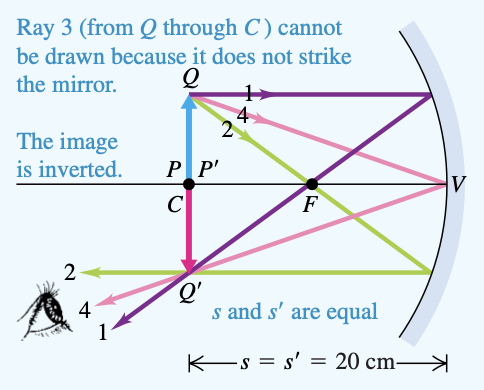 Ray 3 (from Q through C) cannot
be drawn because it does not strike
the mirror.
Q
1
4
2
The image
is inverted.
P P'
V
C
F
2
Q'
4
s and s' are equal
1
s = s' = 20 cm